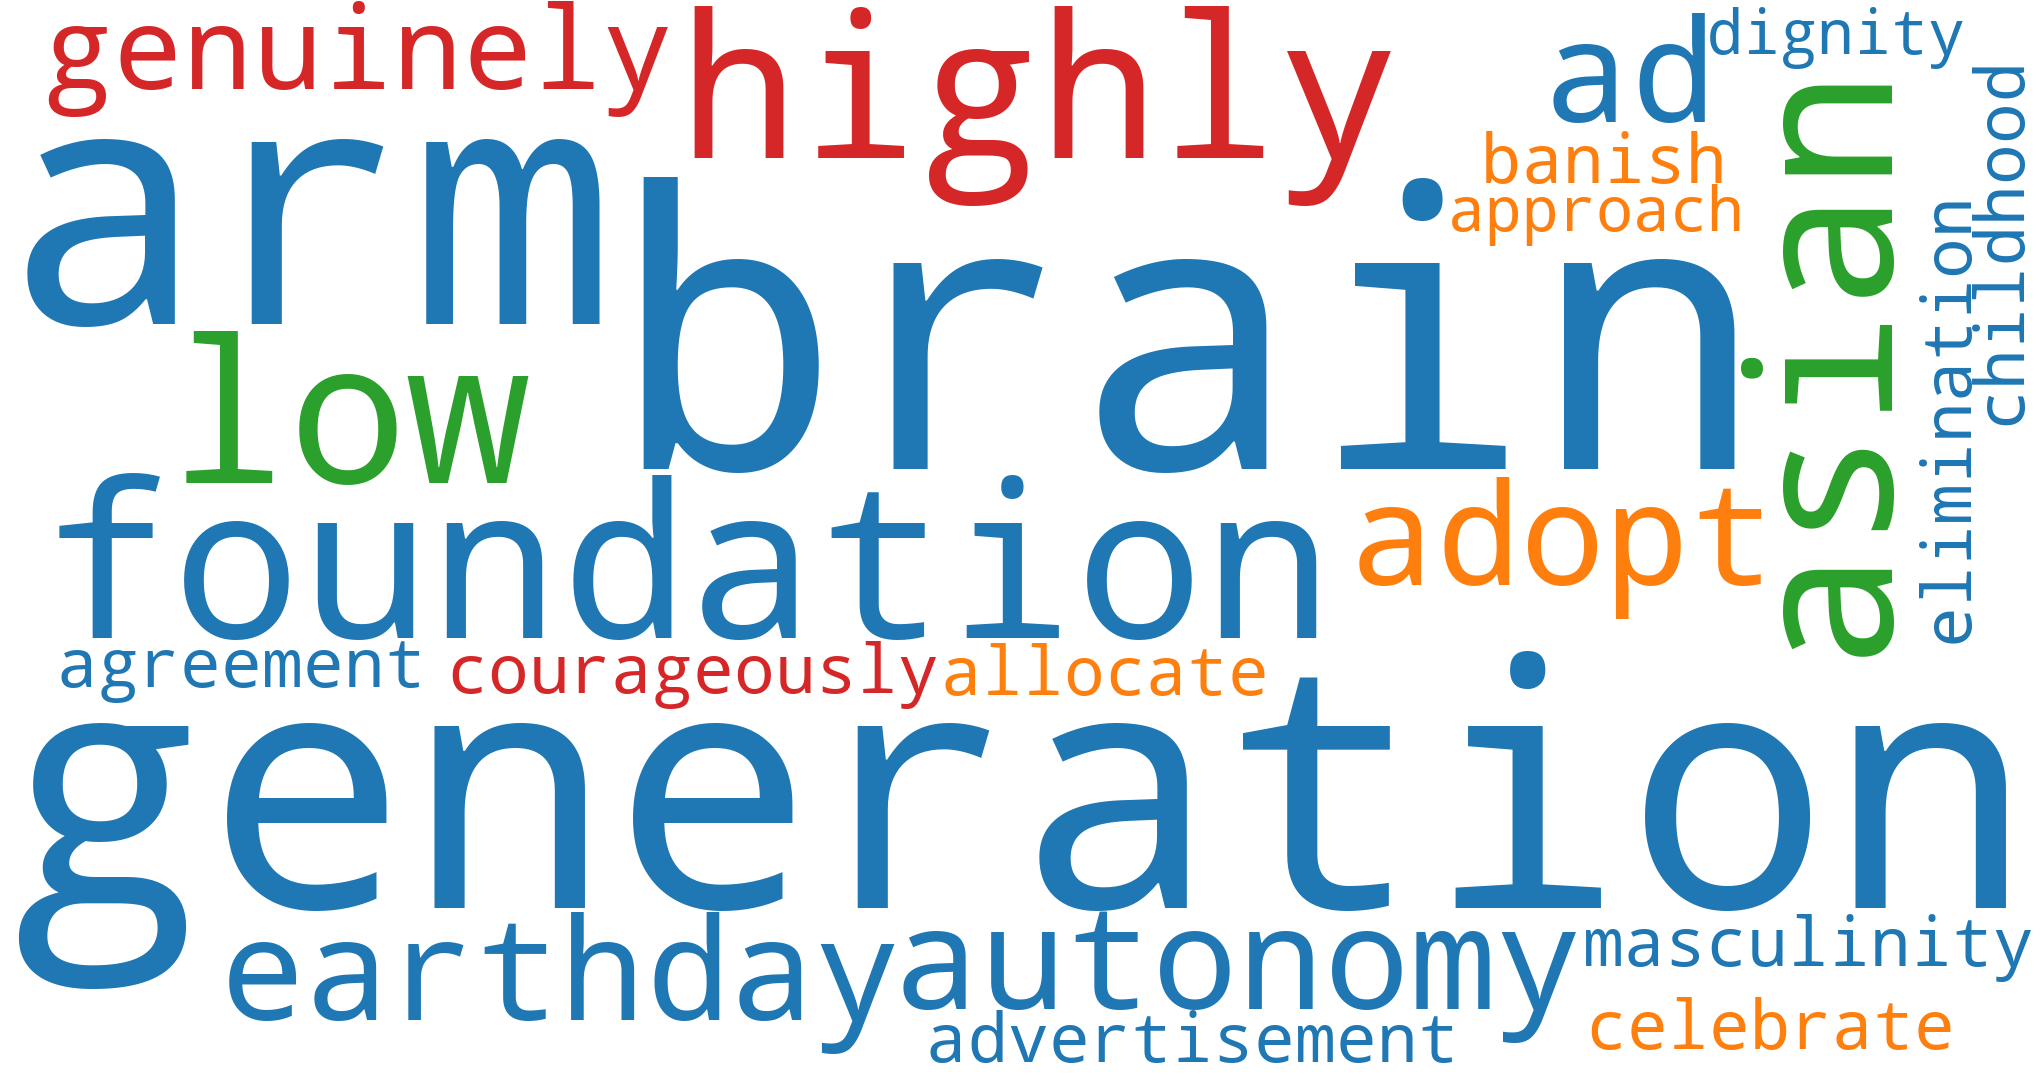 genuinely
highly
ad
dignity
arm
brain
banish
approach
asian
elimination
childhood
low
foundation
adopt
agreement
courageously
allocate
generation
earthday
autonomy
masculinity
advertisement
celebrate